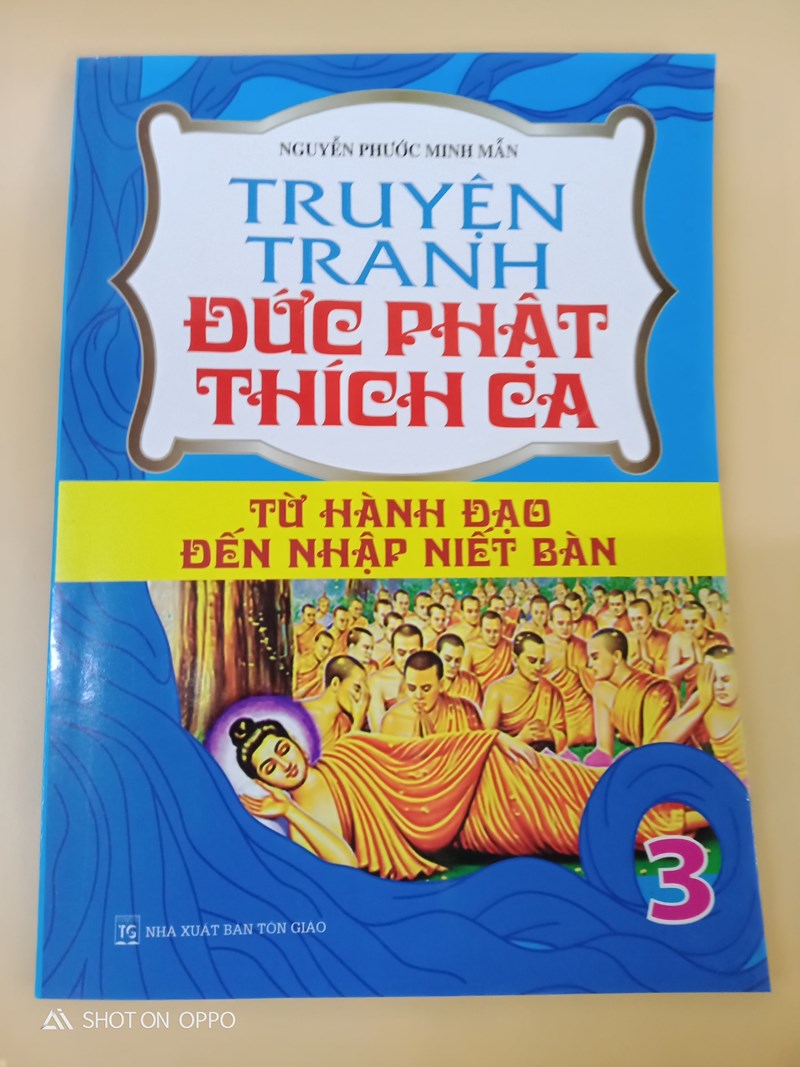 NGUYỄN PHƯỚC MINH MẪN
TRUYỆN
TRANH
ĐỨC PHẬT
THÍCH CA
TỪ HÀNH ĐẠO
ĐẾN NHẬP NIẾT BÀN
3
TG NHÀ XUẤT BẢN TÔN GIÁO
SHOT ON OPPO